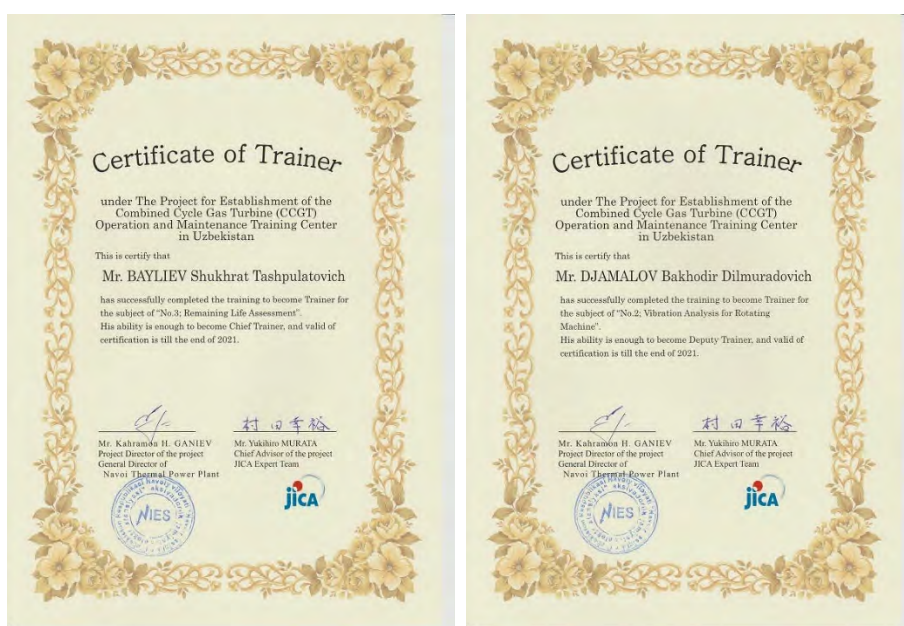 Certificate of Trainer
under The Project for Establishment of the
Combined Cycle Gas Turbine (CCGT)
Operation and Maintenance Training Center
in Uzbekistan
This is certify that
Mr. BAYLIEV Shukhrat Tashpulatovich
has successfully completed the training to become Trainer for
the subject of "No.3; Remaining Life Assessment".
His ability is enough to become Chief Trainer, and valid of
certification is till the end of 2021.
村田幸裕
Mr. Kahramon H. GANIEV
Project Director of the project
General Director of
Navoi Thermal Power Plant
Mr. Yukihiro MURATA
Chief Advisor of the project
JICA Expert Team
NIES
jICA
Certificate of Trainer
under The Project for Establishment of the
Combined Cycle Gas Turbine (CCGT)
Operation and Maintenance Training Center
in Uzbekistan
This is certify that
Mr. DJAMALOV Bakhodir Dilmuradovich
has successfully completed the training to become Trainer for
the subject of "No.2; Vibration Analysis for Rotating
Machine".
His ability is enough to become Deputy Trainer, and valid of
certification is till the end of 2021.
村田幸裕
Mr. Kahramon H. GANIEV
Project Director of the project
General Director of
Navoi Thermal Power Plant
Mr. Yukihiro MURATA
Chief Advisor of the project
JICA Expert Team
NIES
jICA